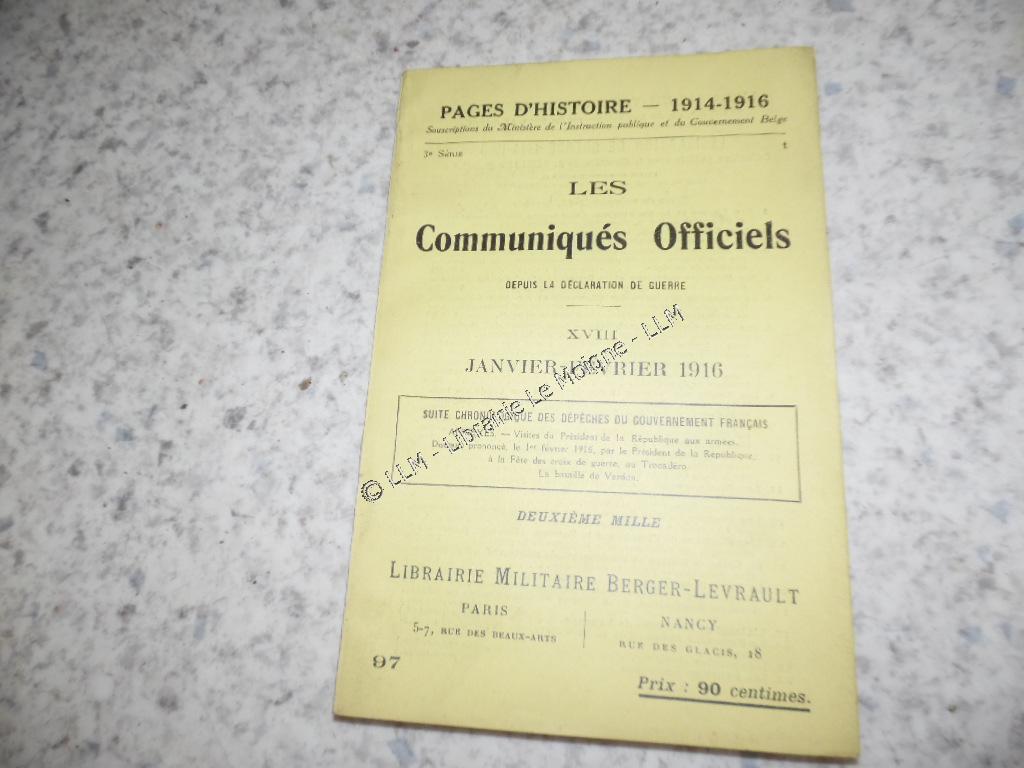 PAGES D'HISTOIRE — 1914-1916
Souscriptions du Ministère de l'Instruction publique et du Gouvernement Belge
3e Série 1
LES
Communiqués Officiels
DEPUIS LA DÉCLARATION DE GUERRE
XVIII
JANVIER-FÉVRIER 1916
SUITE CHRONOLOGIQUE DES DÉPÊCHES DU GOUVERNEMENT FRANÇAIS
— Visites du Président de la République aux armées.
prononcé, le 1er février 1916, par le Président de la République,
à la Fête des croix de guerre, au Trocadéro.
La bataille de Verdun.
© LLM - Librairie Le Moigne - LLM
DEUXIÈME MILLE
LIBRAIRIE MILITAIRE BERGER-LEVRAULT
PARIS
5-7, RUE DES BEAUX-ARTS
NANCY
RUE DES GLACIS, 18
97
Prix : 90 centimes.